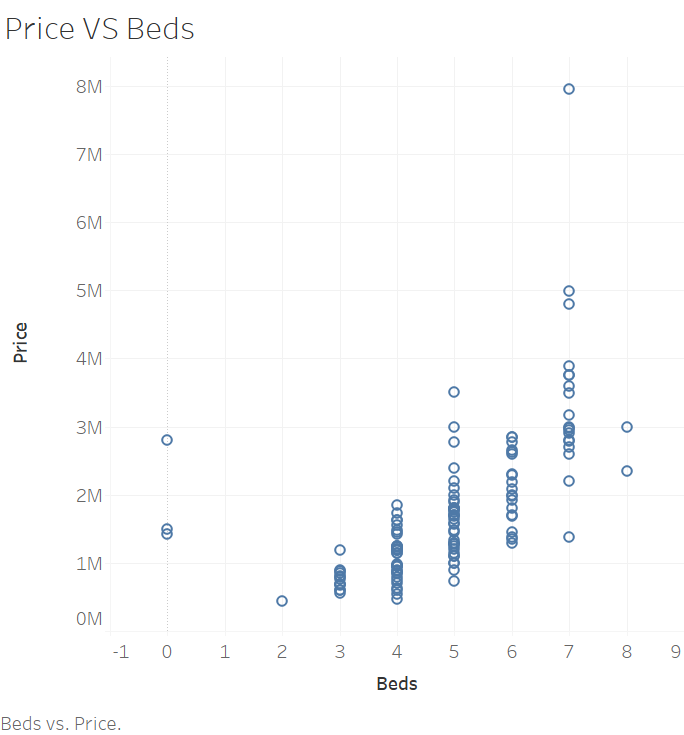 Price VS Beds
8M
7M
6M
5M
4M
3M
2M
1M
0M
Price
-1 0 1 2 3 4 5 6 7 8 9
Beds
Beds vs. Price.